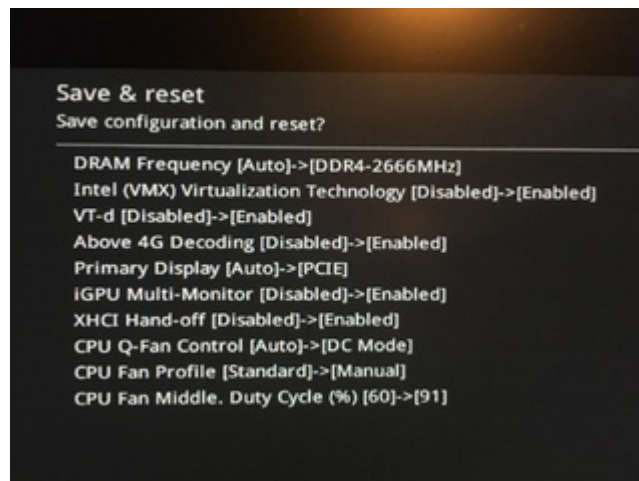 Save & reset
Save configuration and reset?
DRAM Frequency [Auto]->[DDR4-2666MHz]
Intel (VMX) Virtualization Technology [Disabled]->[Enabled]
VT-d [Disabled]->[Enabled]
Above 4G Decoding [Disabled]->[Enabled]
Primary Display [Auto]->[PCIE]
iGPU Multi-Monitor [Disabled]->[Enabled]
XHCI Hand-off [Disabled]->[Enabled]
CPU Q-Fan Control [Auto]->[DC Mode]
CPU Fan Profile [Standard]->[Manual]
CPU Fan Middle. Duty Cycle (%) [60]->[91]